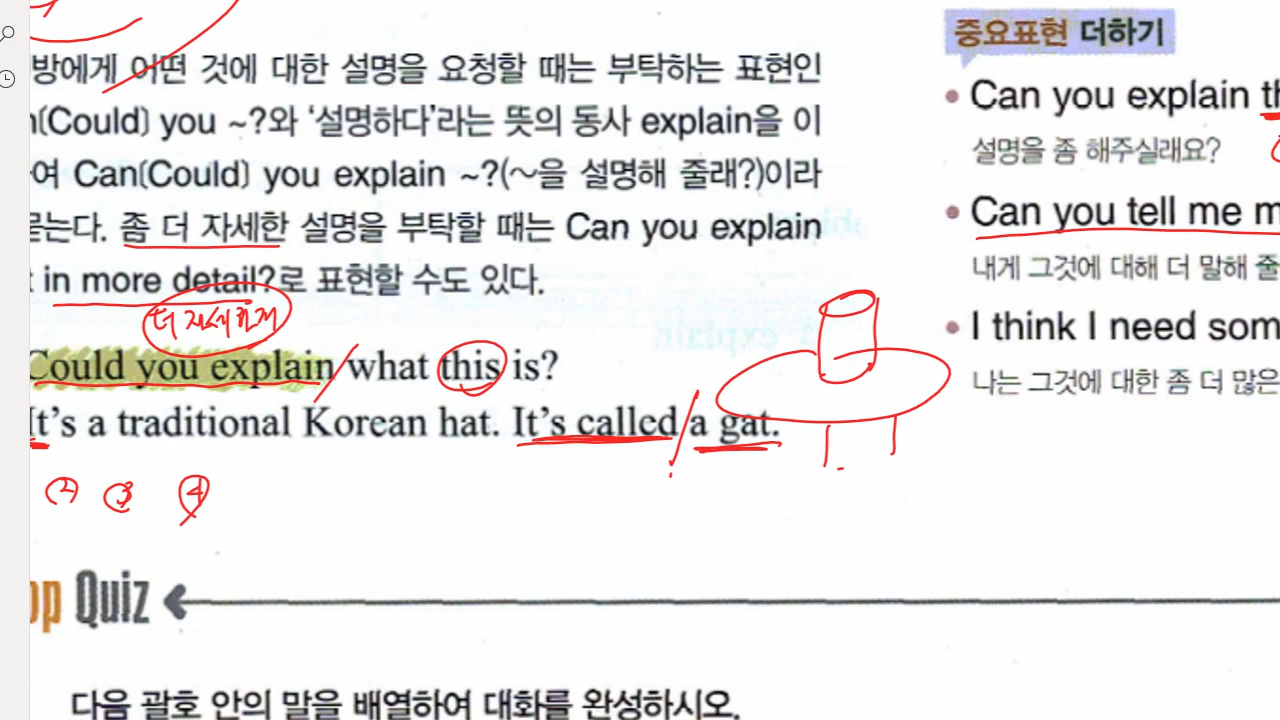 방에게 어떤 것에 대한 설명을 요청할 때는 부탁하는 표현인
(Could) you ~?와 '설명하다'라는 뜻의 동사 explain을 이
여 Can(Could) you explain ~?(~을 설명해 줄래?)이라
묻는다. 좀 더 자세한 설명을 부탁할 때는 Can you explain
in more detail?로 표현할 수도 있다.
더 자세하게
Could you explain what this is?
It's a traditional Korean hat. It's called a gat.
② ③ ④
Quiz
다음 괄호 안의 말을 배열하여 대화를 완성하시오.
중요표현 더하기
• Can you explain th
설명을 좀 해주실래요?
• Can you tell me m
내게 그것에 대해 더 말해 줄
• I think I need som
나는 그것에 대한 좀 더 많은